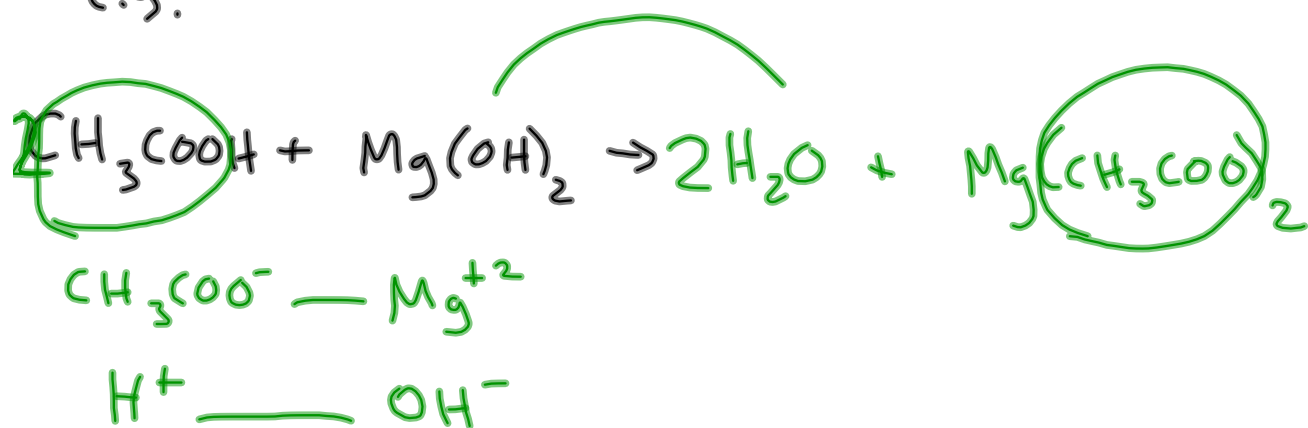 2CH₃COOH + Mg(OH)₂ → 2H₂O + Mg(CH₃COO)₂
CH₃COO⁻ — Mg⁺²
H⁺ — OH⁻